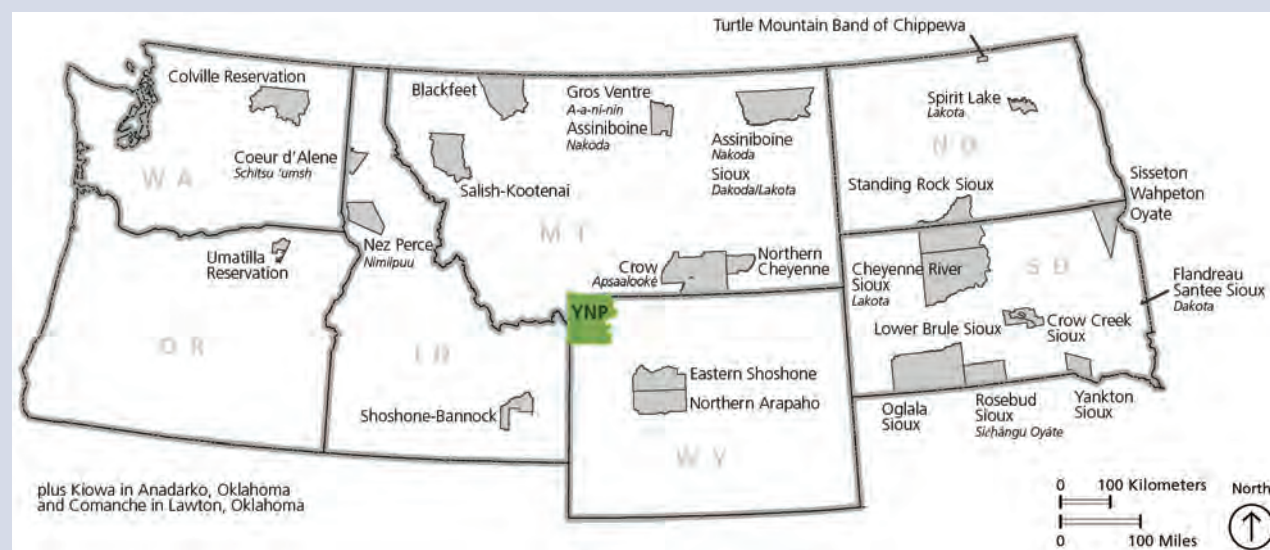 Turtle Mountain Band of Chippewa
Colville Reservation
Blackfeet
Gros Ventre
A-a-ni-nin
Assiniboine
Nakoda
Assiniboine
Nakoda
Sioux
Dakoda/Lakota
Spirit Lake
Lakota
ND
Coeur d'Alene
Schitsu 'umsh
WA
Salish-Kootenai
Standing Rock Sioux
Sisseton
Wahpeton
Oyate
MT
Umatilla
Reservation
Nez Perce
Nimiipuu
Crow
Apsaalooké
Northern
Cheyenne
Cheyenne River
Sioux
Lakota
SD
Flandreau
Santee Sioux
Dakota
YNP
Lower Brule Sioux
Crow Creek
Sioux
OR
ID
Eastern Shoshone
Northern Arapaho
Shoshone-Bannock
WY
Oglala
Sioux
Rosebud
Sioux
Sichangu Oyate
Yankton
Sioux
plus Kiowa in Anadarko, Oklahoma
and Comanche in Lawton, Oklahoma
0 100 Kilometers
0 100 Miles
North